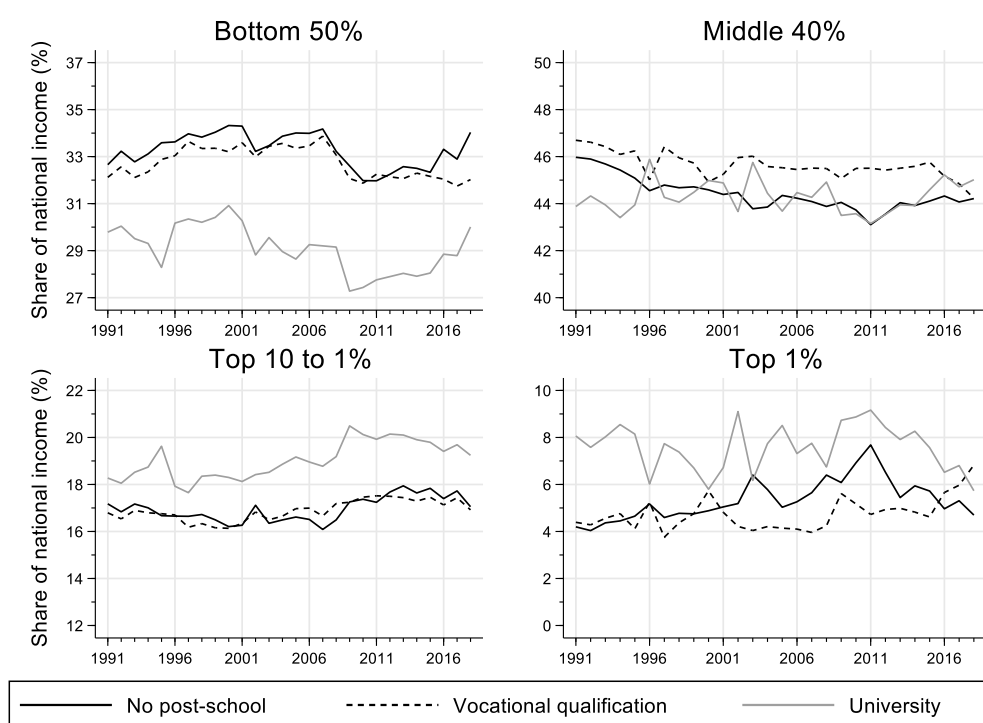 Bottom 50%
Share of national income (%)
37
35
33
31
29
27
1991 1996 2001 2006 2011 2016
Middle 40%
50
48
46
44
42
40
1991 1996 2001 2006 2011 2016
Top 10 to 1%
Share of national income (%)
22
20
18
16
14
12
1991 1996 2001 2006 2011 2016
Top 1%
10
8
6
4
2
0
1991 1996 2001 2006 2011 2016
No post-school Vocational qualification University